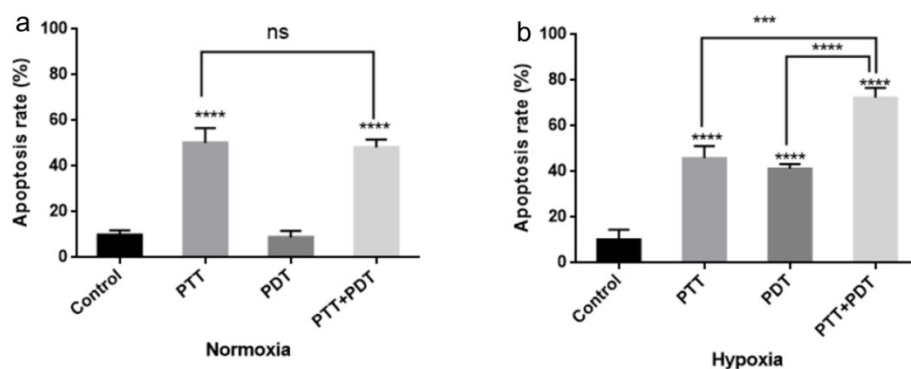 a
Apoptosis rate (%)
100
80
60
40
20
0
ns
****
****
Control
PTT
PDT
PTT+PDT
Normoxia
b
Apoptosis rate (%)
100
80
60
40
20
0
***
****
****
****
****
Control
PTT
PDT
PTT+PDT
Hypoxia